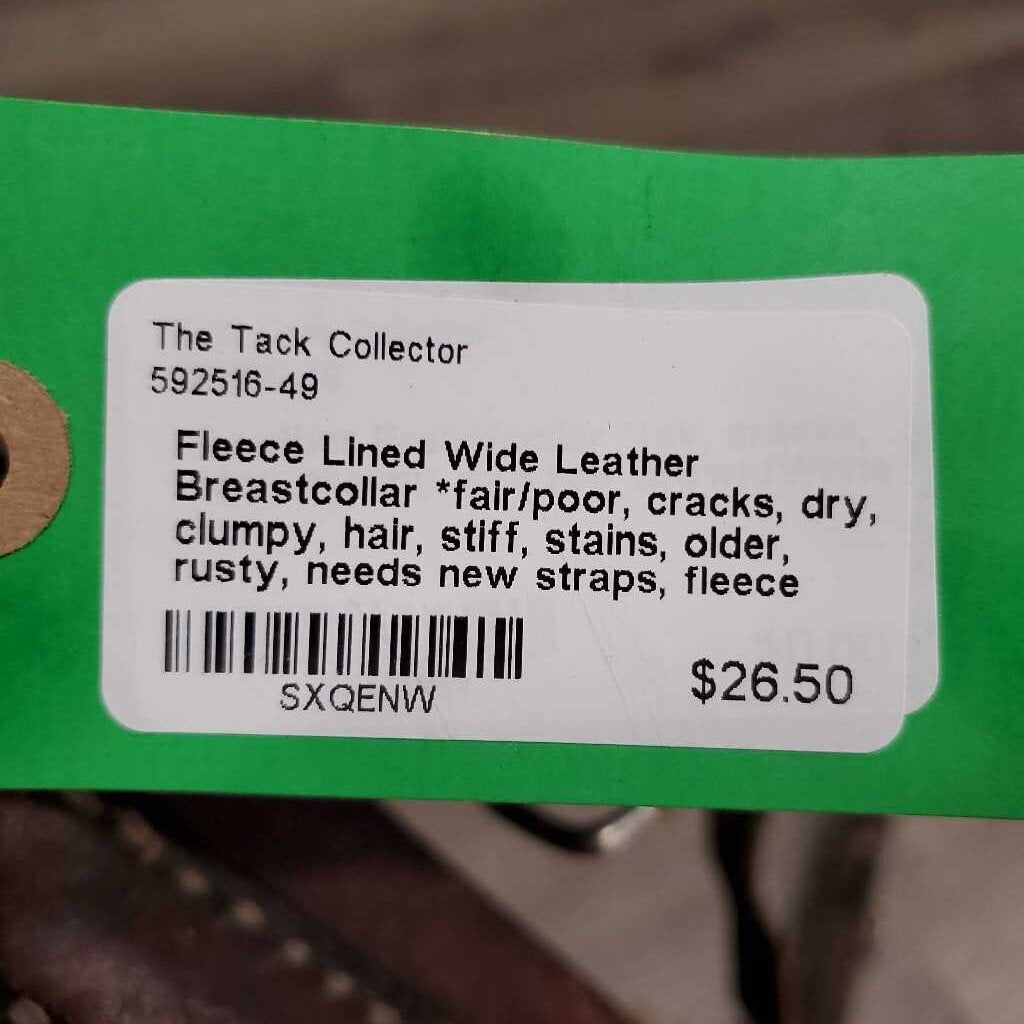 The Tack Collector
592516-49
Fleece Lined Wide Leather
Breastcollar *fair/poor, cracks, dry,
clumpy, hair, stiff, stains, older,
rusty, needs new straps, fleece
SXQENW
$26.50